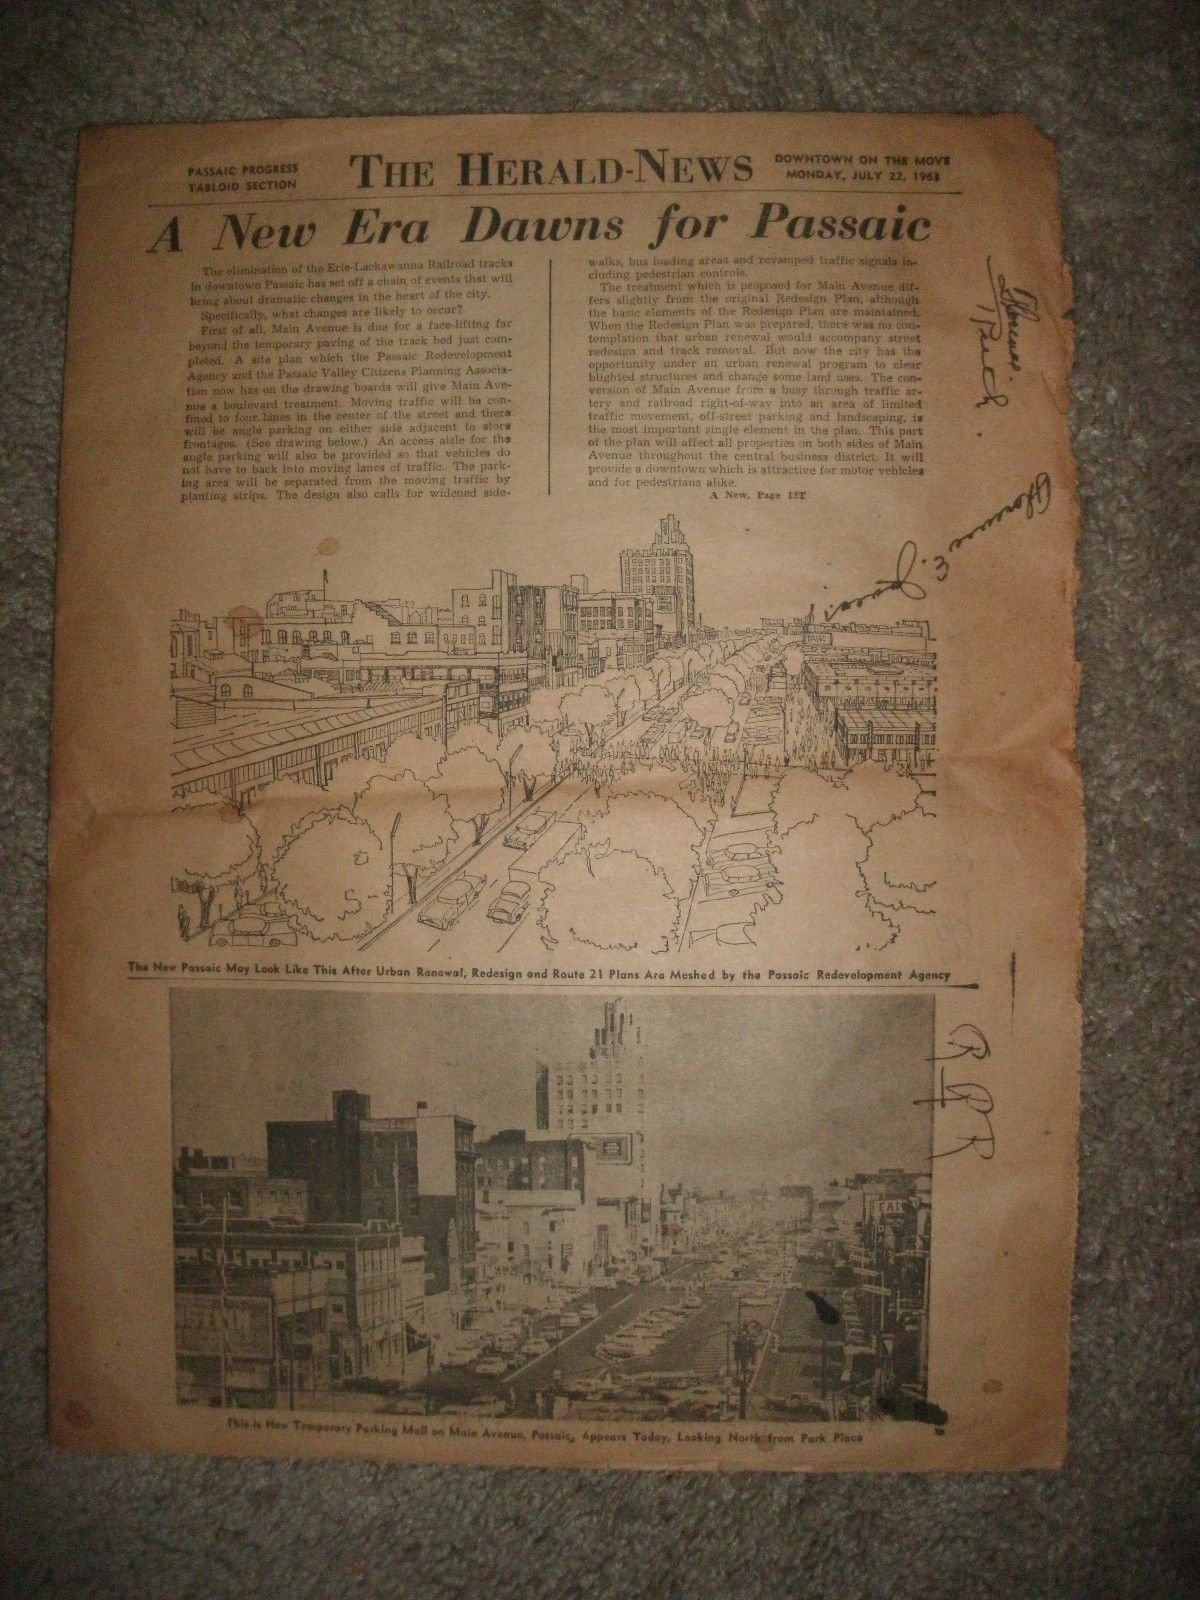 PASSAIC PROGRESS
TABLOID SECTION
THE HERALD-NEWS
DOWNTOWN ON THE MOVE
MONDAY, JULY 22, 1963
A New Era Dawns for Passaic
The elimination of the Erie-Lackawanna Railroad tracks
in downtown Passaic has set off a chain of events that will
bring about dramatic changes in the heart of the city.
Specifically, what changes are likely to occur?
First of all, Main Avenue is due for a face-lifting far
beyond the temporary paving of the track bed just com-
pleted. A site plan which the Passaic Redevelopment
Agency and the Passaic Valley Citizens Planning Associa-
tion now has on the drawing boards will give Main Ave-
nue a boulevard treatment. Moving traffic will be con-
fined to four lanes in the center of the street and there
will be angle parking on either side adjacent to store
frontages. (See drawing below.) An access aisle for the
angle parking will also be provided so that vehicles do
not have to back into moving lanes of traffic. The park-
ing area will be separated from the moving traffic by
planting strips. The design also calls for widened side-
walks, bus loading areas and revamped traffic signals in-
cluding pedestrian controls.
The treatment which is proposed for Main Avenue dif-
fers slightly from the original Redesign Plan, although
the basic elements of the Redesign Plan are maintained.
When the Redesign Plan was prepared, there was no con-
templation that urban renewal would accompany street
redesign and track removal. But now the city has the
opportunity under an urban renewal program to clear
blighted structures and change some land uses. The con-
version of Main Avenue from a busy through traffic ar-
tery and railroad right-of-way into an area of limited
traffic movement, off-street parking and landscaping, is
the most important single element in the plan. This part
of the plan will affect all properties on both sides of Main
Avenue throughout the central business district. It will
provide a downtown which is attractive for motor vehicles
and for pedestrians alike.
A New, Page 12T
Florence
Florence E.
FAIR
The New Passaic May Look Like This After Urban Renewal, Redesign and Route 21 Plans Are Meshed by the Passaic Redevelopment Agency
R R R
FAI
This is How Temporary Parking Mall on Main Avenue, Passaic, Appears Today, Looking North from Park Place